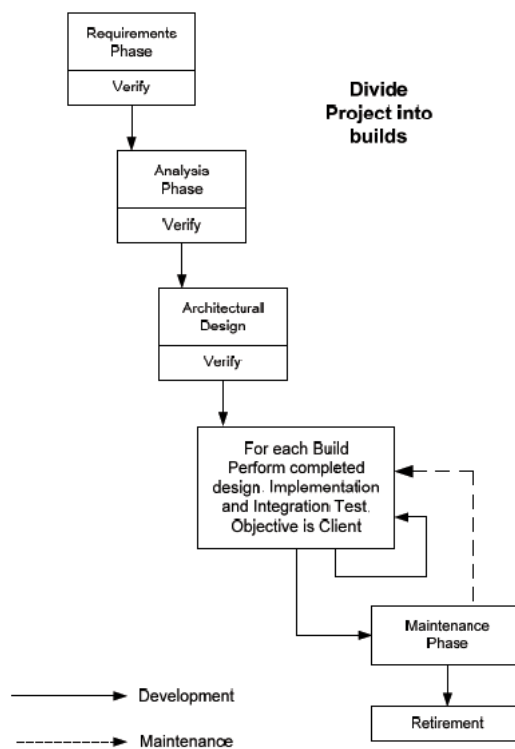 Requirements
Phase
Verify
Divide
Project into
builds
Analysis
Phase
Verify
Architectural
Design
Verify
For each Build
Perform completed
design. Implementation
and Integration Test.
Objective is Client
Maintenance
Phase
Development
Retirement
Maintenance